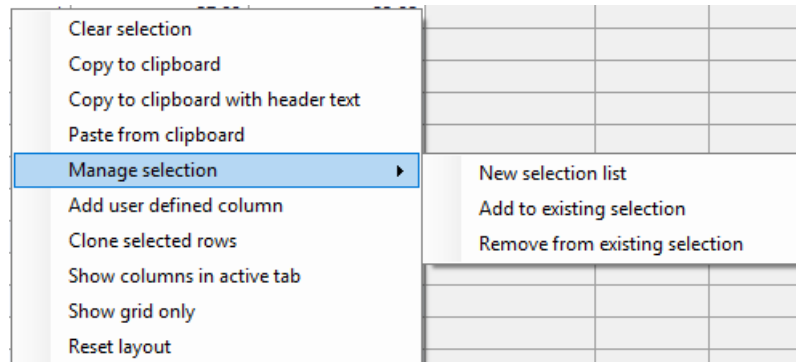 Clear selection
Copy to clipboard
Copy to clipboard with header text
Paste from clipboard
Manage selection
Add user defined column
Clone selected rows
Show columns in active tab
Show grid only
Reset layout
New selection list
Add to existing selection
Remove from existing selection